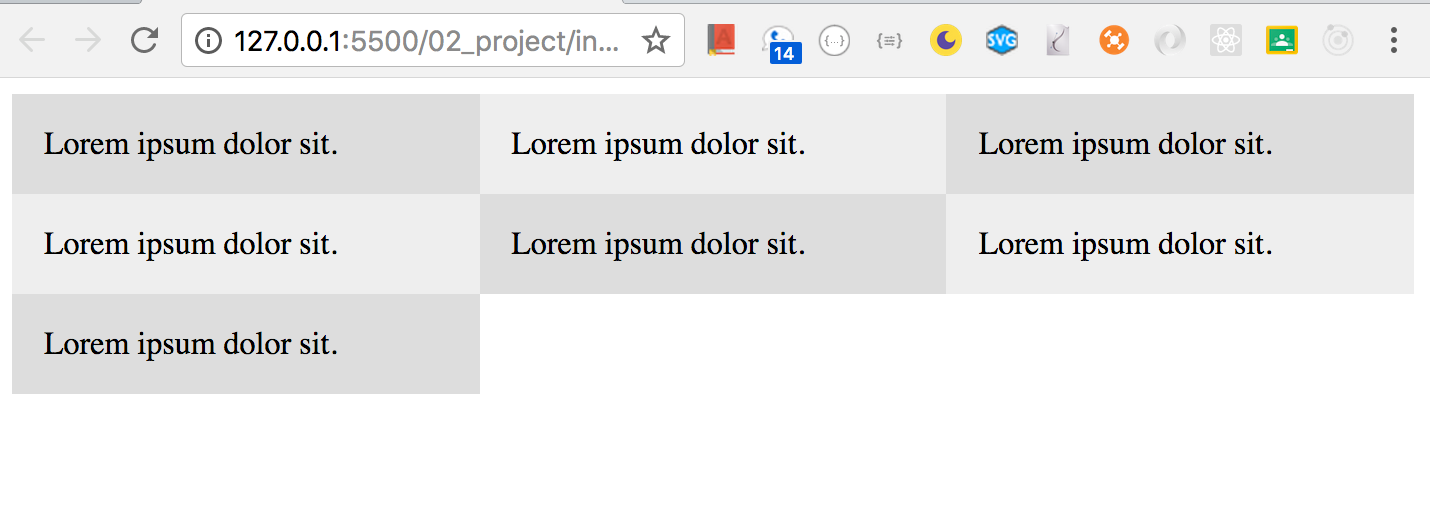 127.0.0.1:5500/02_project/in...
A 14 {...} {≡} SVG
Lorem ipsum dolor sit. Lorem ipsum dolor sit. Lorem ipsum dolor sit.
Lorem ipsum dolor sit. Lorem ipsum dolor sit. Lorem ipsum dolor sit.
Lorem ipsum dolor sit.